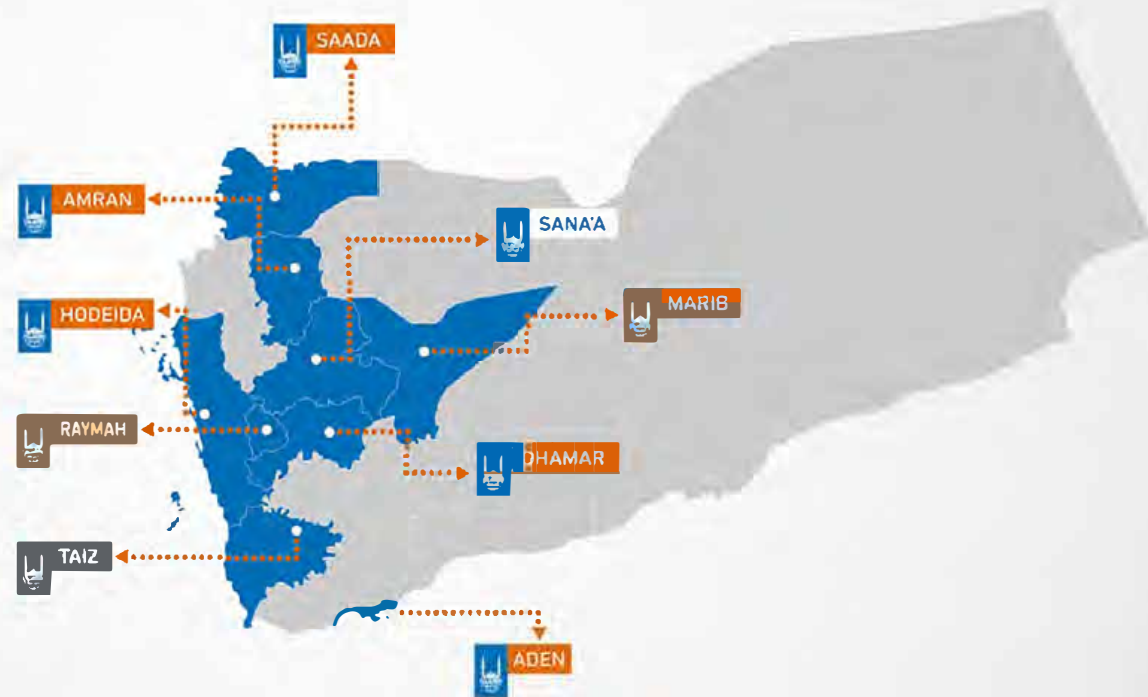 SAADA
AMRAN
SANA'A
HODEIDA
MARIB
RAYMAH
DHAMAR
TAIZ
ADEN